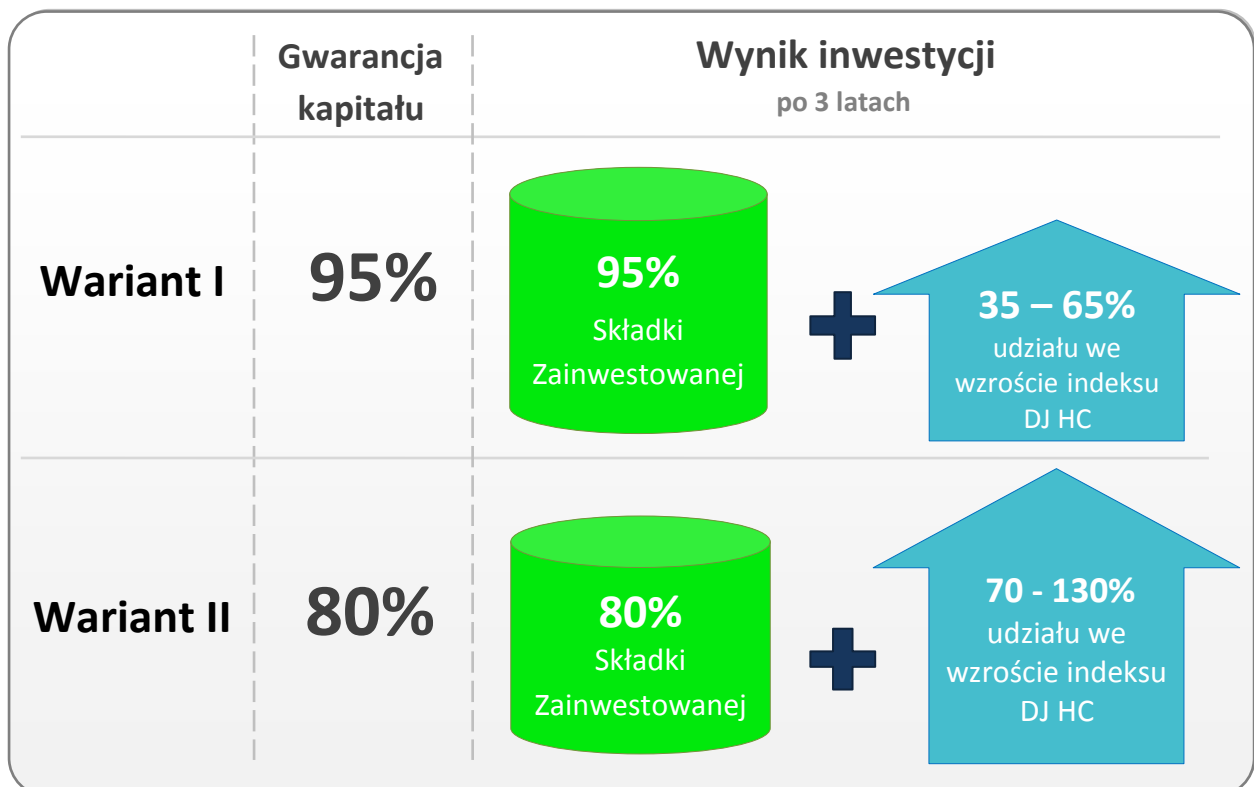 Gwarancja
kapitału
Wynik inwestycji
po 3 latach
Wariant I
95%
95%
Składki
Zainwestowanej
35 – 65%
udziału we
wzroście indeksu
DJ HC
Wariant II
80%
80%
Składki
Zainwestowanej
70 - 130%
udziału we
wzroście indeksu
DJ HC